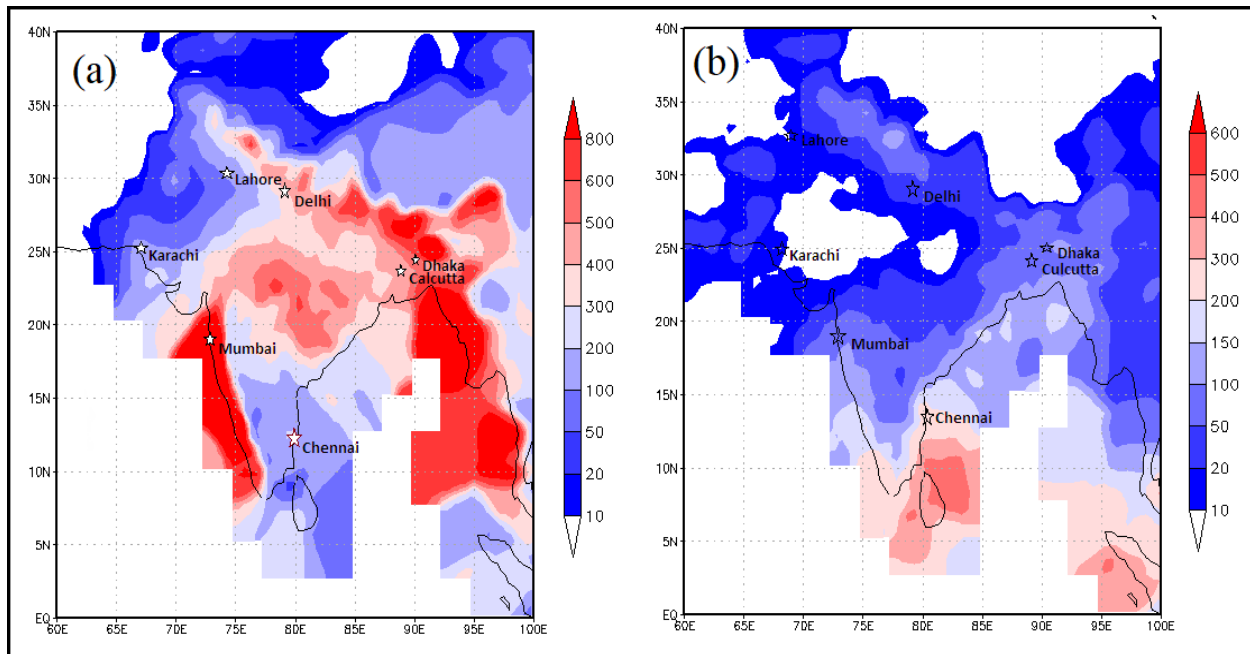 (a)
40N
35N
30N
25N
20N
15N
10N
5N
EQ
60E
65E
70E
75E
80E
85E
90E
95E
100E
Lahore
Delhi
Karachi
Dhaka
Calcutta
Mumbai
Chennai
800
600
500
400
300
200
100
50
20
10
(b)
40N
35N
30N
25N
20N
15N
10N
5N
EQ
60E
65E
70E
75E
80E
85E
90E
95E
100E
Lahore
Delhi
Karachi
Dhaka
Culcutta
Mumbai
Chennai
600
500
400
300
200
150
100
50
20
10